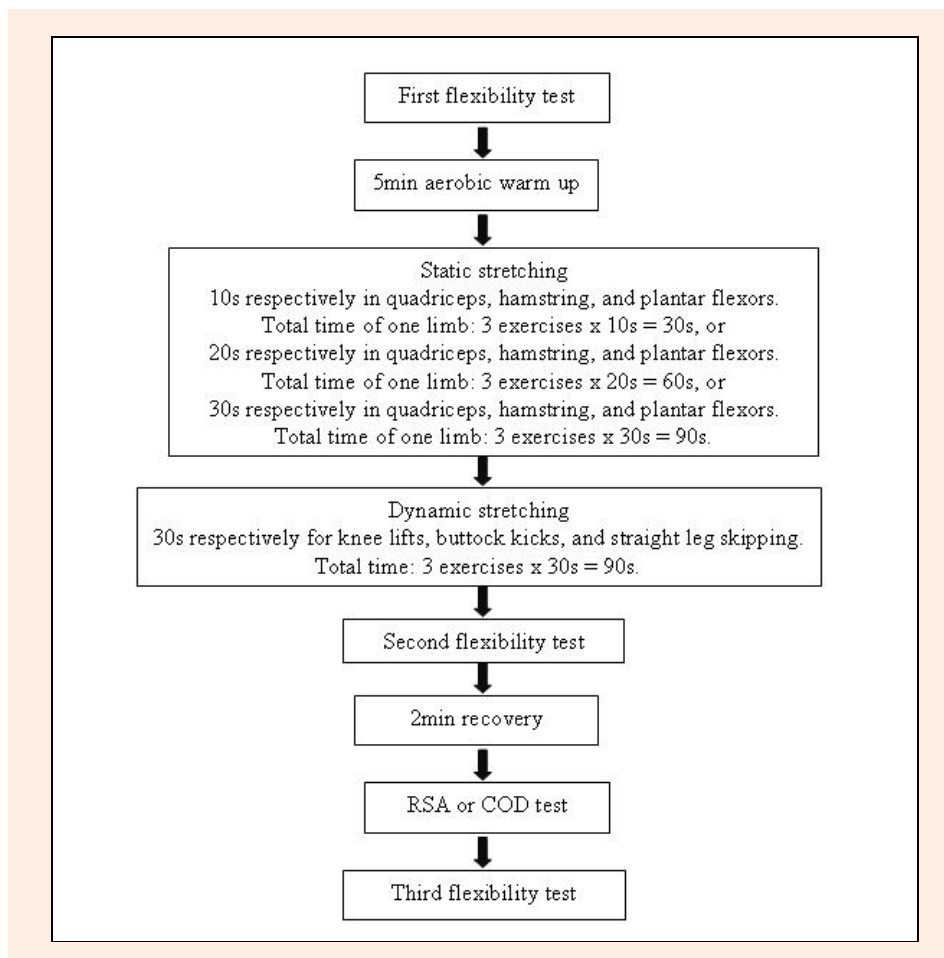 First flexibility test
5min aerobic warm up
Static stretching
10s respectively in quadriceps, hamstring, and plantar flexors.
Total time of one limb: 3 exercises x 10s = 30s, or
20s respectively in quadriceps, hamstring, and plantar flexors.
Total time of one limb: 3 exercises x 20s = 60s, or
30s respectively in quadriceps, hamstring, and plantar flexors.
Total time of one limb: 3 exercises x 30s = 90s.
Dynamic stretching
30s respectively for knee lifts, buttock kicks, and straight leg skipping.
Total time: 3 exercises x 30s = 90s.
Second flexibility test
2min recovery
RSA or COD test
Third flexibility test